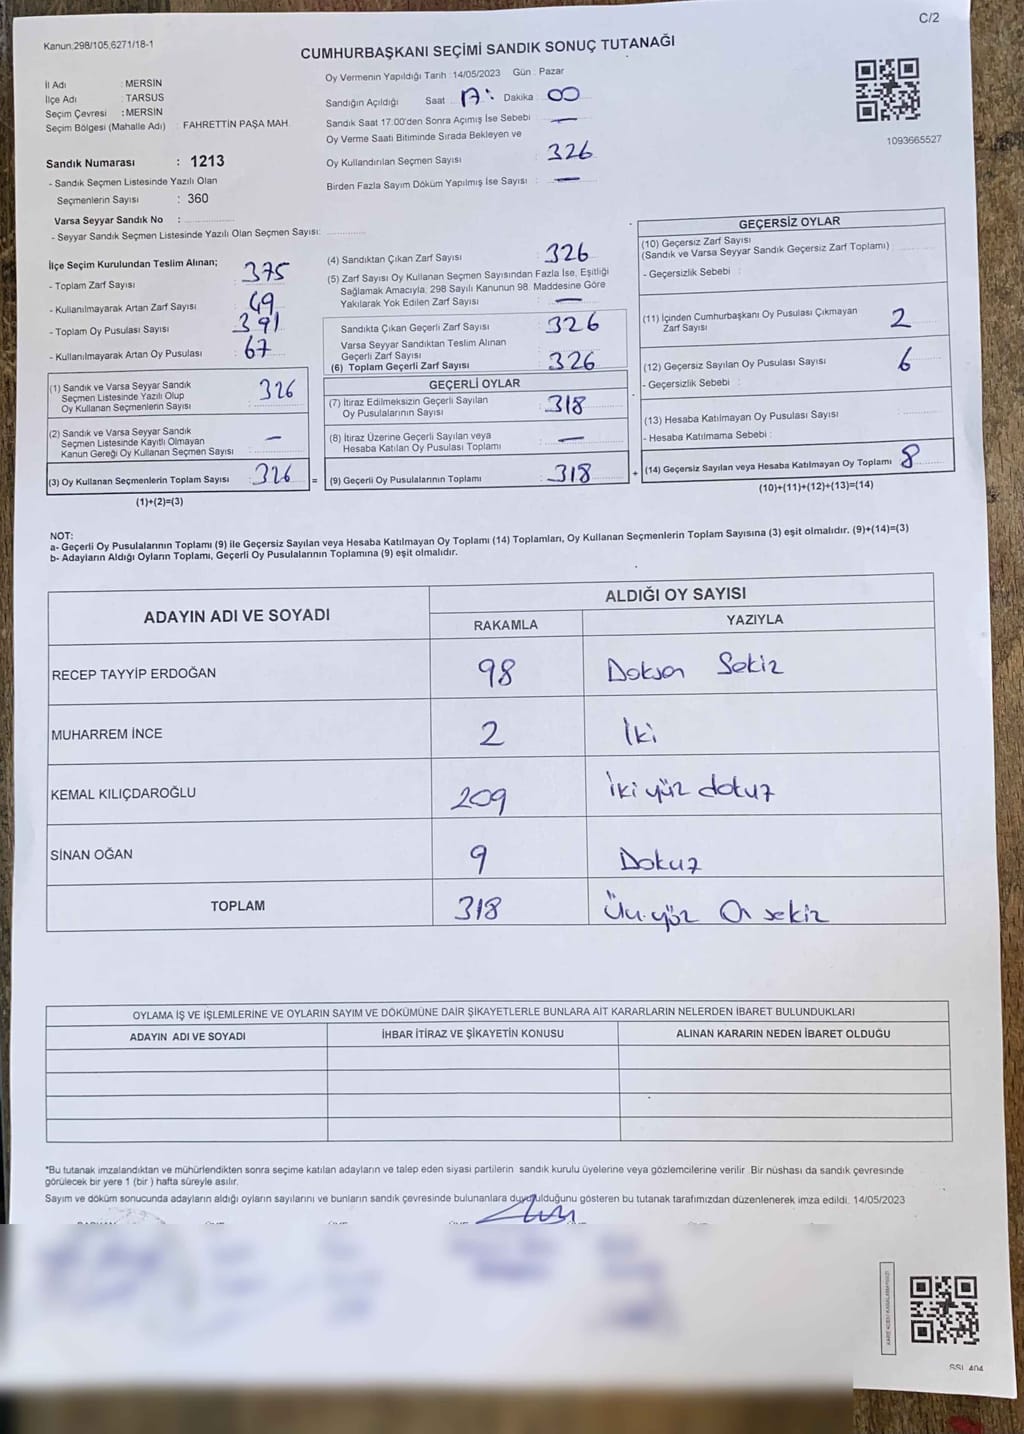 C/2
Kanun:298/105,6271/18-1
CUMHURBAŞKANI SEÇİMİ SANDIK SONUÇ TUTANAĞI
İl Adı : MERSİN
İlçe Adı : TARSUS
Seçim Çevresi : MERSİN
Seçim Bölgesi (Mahalle Adı) : FAHRETTİN PAŞA MAH.
Sandık Numarası : 1213
- Sandık Seçmen Listesinde Yazılı Olan
Seçmenlerin Sayısı : 360
Varsa Seyyar Sandık No :
- Seyyar Sandık Seçmen Listesinde Yazılı Olan Seçmen Sayısı:
Oy Vermenin Yapıldığı Tarih : 14/05/2023 Gün : Pazar
Sandığın Açıldığı Saat 17: Dakika 00
Sandık Saat 17:00'den Sonra Açımış İse Sebebi : —
Oy Verme Saati Bitiminde Sırada Bekleyen ve
Oy Kullandırılan Seçmen Sayısı : 326
Birden Fazla Sayım Döküm Yapılmış İse Sayısı : —
1093665527
İlçe Seçim Kurulundan Teslim Alınan;
- Toplam Zarf Sayısı : 375
- Kullanılmayarak Artan Zarf Sayısı : 49
- Toplam Oy Pusulası Sayısı : 391
- Kullanılmayarak Artan Oy Pusulası : 67
(1) Sandık ve Varsa Seyyar Sandık
Seçmen Listesinde Yazılı Olup
Oy Kullanan Seçmenlerin Sayısı : 326
(2) Sandık ve Varsa Seyyar Sandık
Seçmen Listesinde Kayıtlı Olmayan
Kanun Gereği Oy Kullanan Seçmen Sayısı : —
(3) Oy Kullanan Seçmenlerin Toplam Sayısı : 326
(1)+(2)=(3)
(4) Sandıktan Çıkan Zarf Sayısı : 326
(5) Zarf Sayısı Oy Kullanan Seçmen Sayısından Fazla İse, Eşitliği
Sağlamak Amacıyla, 298 Sayılı Kanunun 98. Maddesine Göre
Yakılarak Yok Edilen Zarf Sayısı : —
Sandıkta Çıkan Geçerli Zarf Sayısı : 326
Varsa Seyyar Sandıktan Teslim Alınan
Geçerli Zarf Sayısı
(6) Toplam Geçerli Zarf Sayısı : 326
GEÇERLİ OYLAR
(7) İtiraz Edilmeksizin Geçerli Sayılan
Oy Pusulalarının Sayısı : 318
(8) İtiraz Üzerine Geçerli Sayılan veya
Hesaba Katılan Oy Pusulası Toplamı : —
= (9) Geçerli Oy Pusulalarının Toplamı : 318
GEÇERSİZ OYLAR
(10) Geçersiz Zarf Sayısı
(Sandık ve Varsa Seyyar Sandık Geçersiz Zarf Toplamı) :
- Geçersizlik Sebebi :
(11) İçinden Cumhurbaşkanı Oy Pusulası Çıkmayan
Zarf Sayısı : 2
(12) Geçersiz Sayılan Oy Pusulası Sayısı : 6
- Geçersizlik Sebebi :
(13) Hesaba Katılmayan Oy Pusulası Sayısı :
- Hesaba Katılmama Sebebi :
+ (14) Geçersiz Sayılan veya Hesaba Katılmayan Oy Toplamı : 8
(10)+(11)+(12)+(13)=(14)
NOT:
a- Geçerli Oy Pusulalarının Toplamı (9) ile Geçersiz Sayılan veya Hesaba Katılmayan Oy Toplamı (14) Toplamları, Oy Kullanan Seçmenlerin Toplam Sayısına (3) eşit olmalıdır. (9)+(14)=(3)
b- Adayların Aldığı Oyların Toplamı, Geçerli Oy Pusulalarının Toplamına (9) eşit olmalıdır.
ADAYIN ADI VE SOYADI
ALDIĞI OY SAYISI
RAKAMLA YAZIYLA
RECEP TAYYİP ERDOĞAN 98 Doksan Sekiz
MUHARREM İNCE 2 İki
KEMAL KILIÇDAROĞLU 209 İki yüz dokuz
SİNAN OĞAN 9 Dokuz
TOPLAM 318 Üç yüz On sekiz
OYLAMA İŞ VE İŞLEMLERİNE VE OYLARIN SAYIM VE DÖKÜMÜNE DAİR ŞİKAYETLERLE BUNLARA AİT KARARLARIN NELERDEN İBARET BULUNDUKLARI
ADAYIN ADI VE SOYADI İHBAR İTİRAZ VE ŞİKAYETİN KONUSU ALINAN KARARIN NEDEN İBARET OLDUĞU
*Bu tutanak imzalandıktan ve mühürlendikten sonra seçime katılan adayların ve talep eden siyasi partilerin sandık kurulu üyelerine veya gözlemcilerine verilir. Bir nüshası da sandık çevresinde
görülecek bir yere 1 (bir ) hafta süreyle asılır.
Sayım ve döküm sonucunda adayların aldığı oyların sayılarını ve bunların sandık çevresinde bulunanlara duyurulduğunu gösteren bu tutanak tarafımızdan düzenlenerek imza edildi. 14/05/2023
KARE KODU KARALAMAYINIZ!